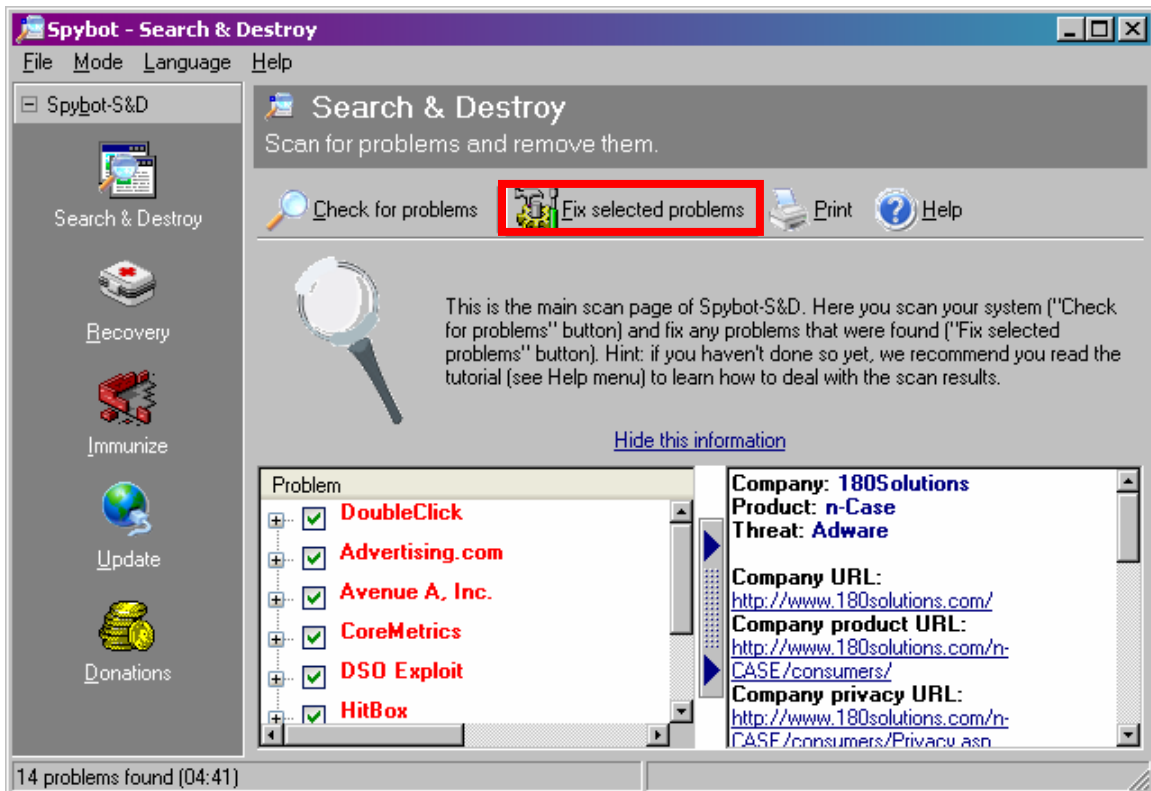 Spybot - Search & Destroy
File Mode Language Help
Spybot-S&D
Search & Destroy
Recovery
Immunize
Update
Donations
Search & Destroy
Scan for problems and remove them.
Check for problems Fix selected problems Print Help
This is the main scan page of Spybot-S&D. Here you scan your system ("Check
for problems" button) and fix any problems that were found ("Fix selected
problems" button). Hint: if you haven't done so yet, we recommend you read the
tutorial (see Help menu) to learn how to deal with the scan results.
Hide this information
Problem
DoubleClick
Advertising.com
Avenue A, Inc.
CoreMetrics
DSO Exploit
HitBox
Company: 180Solutions
Product: n-Case
Threat: Adware
Company URL:
http://www.180solutions.com/
Company product URL:
http://www.180solutions.com/n-
CASE/consumers/
Company privacy URL:
http://www.180solutions.com/n-
CASE/consumers/Privacy.asp
14 problems found (04:41)